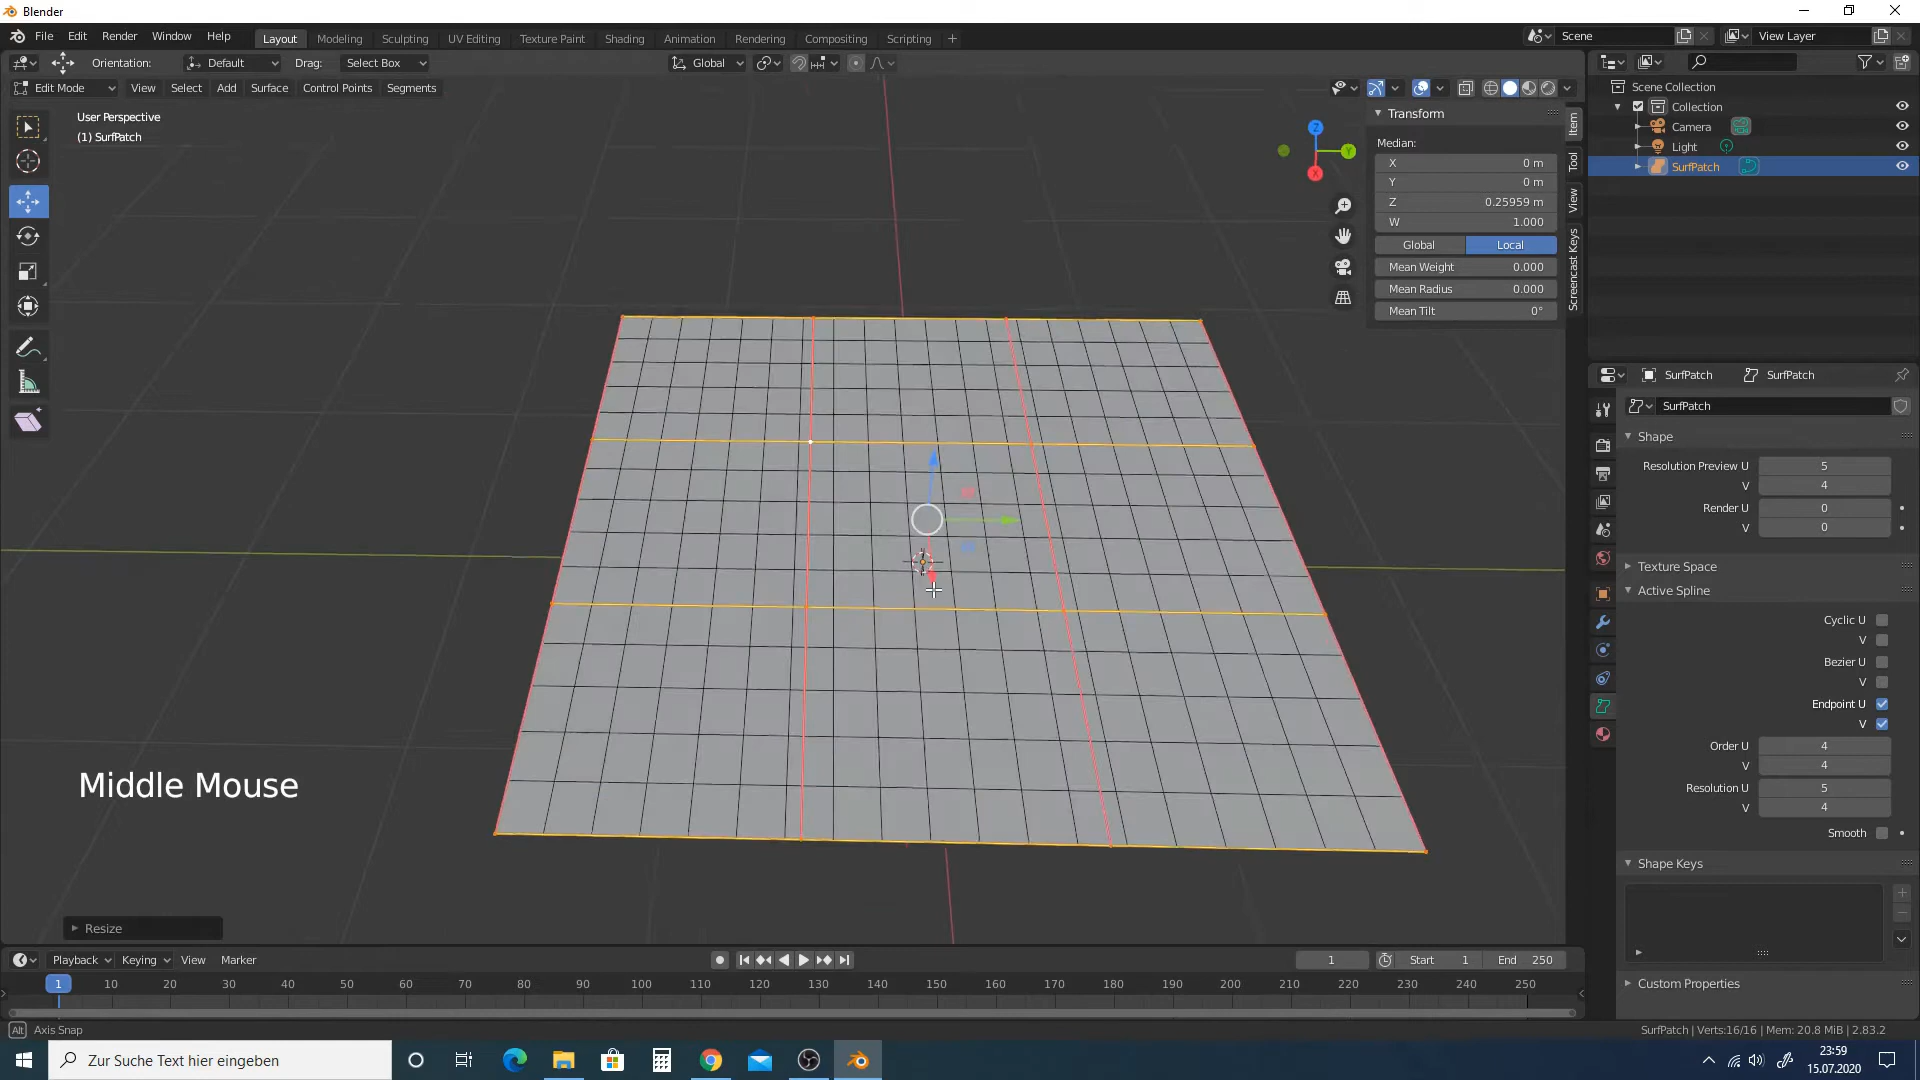 Blender
File Edit Render Window Help
Layout Modeling Sculpting UV Editing Texture Paint Shading Animation Rendering Compositing Scripting +
Scene
View Layer
Orientation: Default Drag: Select Box
Global
Edit Mode View Select Add Surface Control Points Segments
User Perspective
(1) SurfPatch
Z
Y
X
Transform
Median:
X 0 m
Y 0 m
Z 0.25959 m
W 1.000
Global Local
Mean Weight 0.000
Mean Radius 0.000
Mean Tilt 0°
Item
Tool
View
Screencast Keys
Scene Collection
Collection
Camera
Light
SurfPatch
SurfPatch SurfPatch
SurfPatch
Shape
Resolution Preview U 5
V 4
Render U 0
V 0
Texture Space
Active Spline
Cyclic U
V
Bezier U
V
Endpoint U
V
Order U 4
V 4
Resolution U 5
V 4
Smooth
Shape Keys
Custom Properties
Middle Mouse
Resize
Playback Keying View Marker
1 Start 1 End 250
1 10 20 30 40 50 60 70 80 90 100 110 120 130 140 150 160 170 180 190 200 210 220 230 240 250
Alt Axis Snap
SurfPatch | Verts:16/16 | Mem: 20.8 MiB | 2.83.2
Zur Suche Text hier eingeben
23:59
15.07.2020